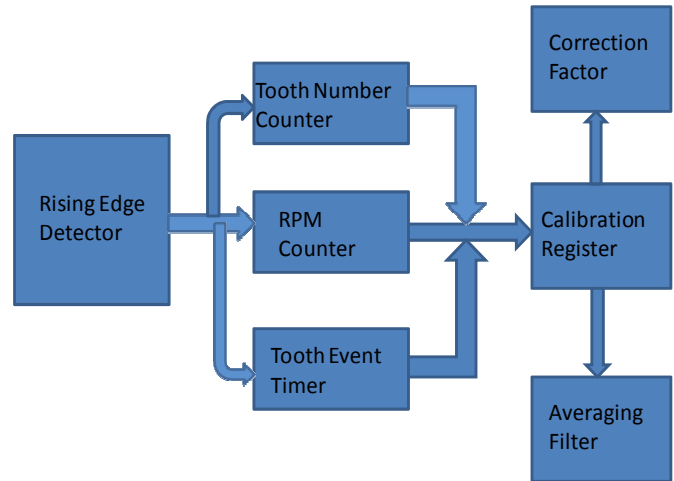 Rising Edge
Detector
Tooth Number
Counter
RPM
Counter
Tooth Event
Timer
Correction
Factor
Calibration
Register
Averaging
Filter